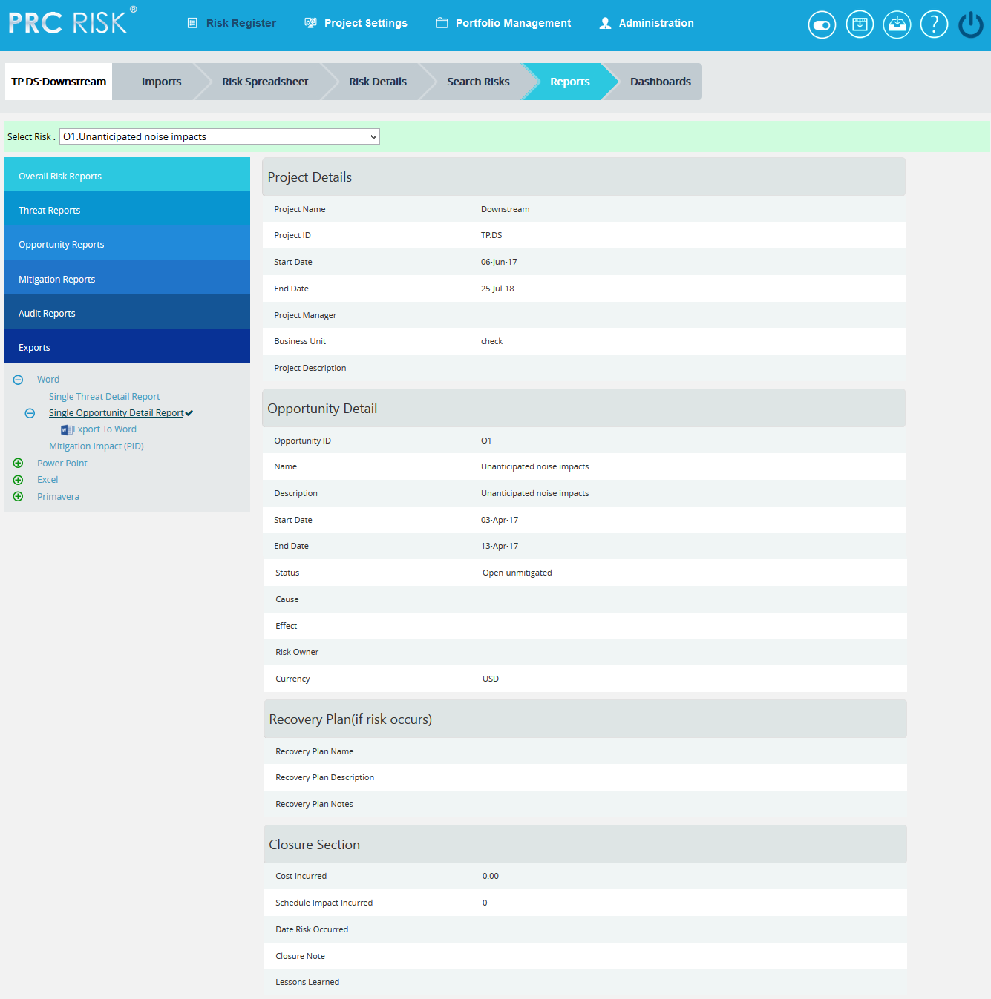 PRC RISK®
Risk Register
Project Settings
Portfolio Management
Administration
?
TP.DS:Downstream
Imports
Risk Spreadsheet
Risk Details
Search Risks
Reports
Dashboards
Select Risk :
O1:Unanticipated noise impacts
Overall Risk Reports
Threat Reports
Opportunity Reports
Mitigation Reports
Audit Reports
Exports
Word
Single Threat Detail Report
Single Opportunity Detail Report
Export To Word
Mitigation Impact (PID)
Power Point
Excel
Primavera
Project Details
Project Name Downstream
Project ID TP.DS
Start Date 06-Jun-17
End Date 25-Jul-18
Project Manager
Business Unit check
Project Description
Opportunity Detail
Opportunity ID O1
Name Unanticipated noise impacts
Description Unanticipated noise impacts
Start Date 03-Apr-17
End Date 13-Apr-17
Status Open-unmitigated
Cause
Effect
Risk Owner
Currency USD
Recovery Plan(if risk occurs)
Recovery Plan Name
Recovery Plan Description
Recovery Plan Notes
Closure Section
Cost Incurred 0.00
Schedule Impact Incurred 0
Date Risk Occurred
Closure Note
Lessons Learned